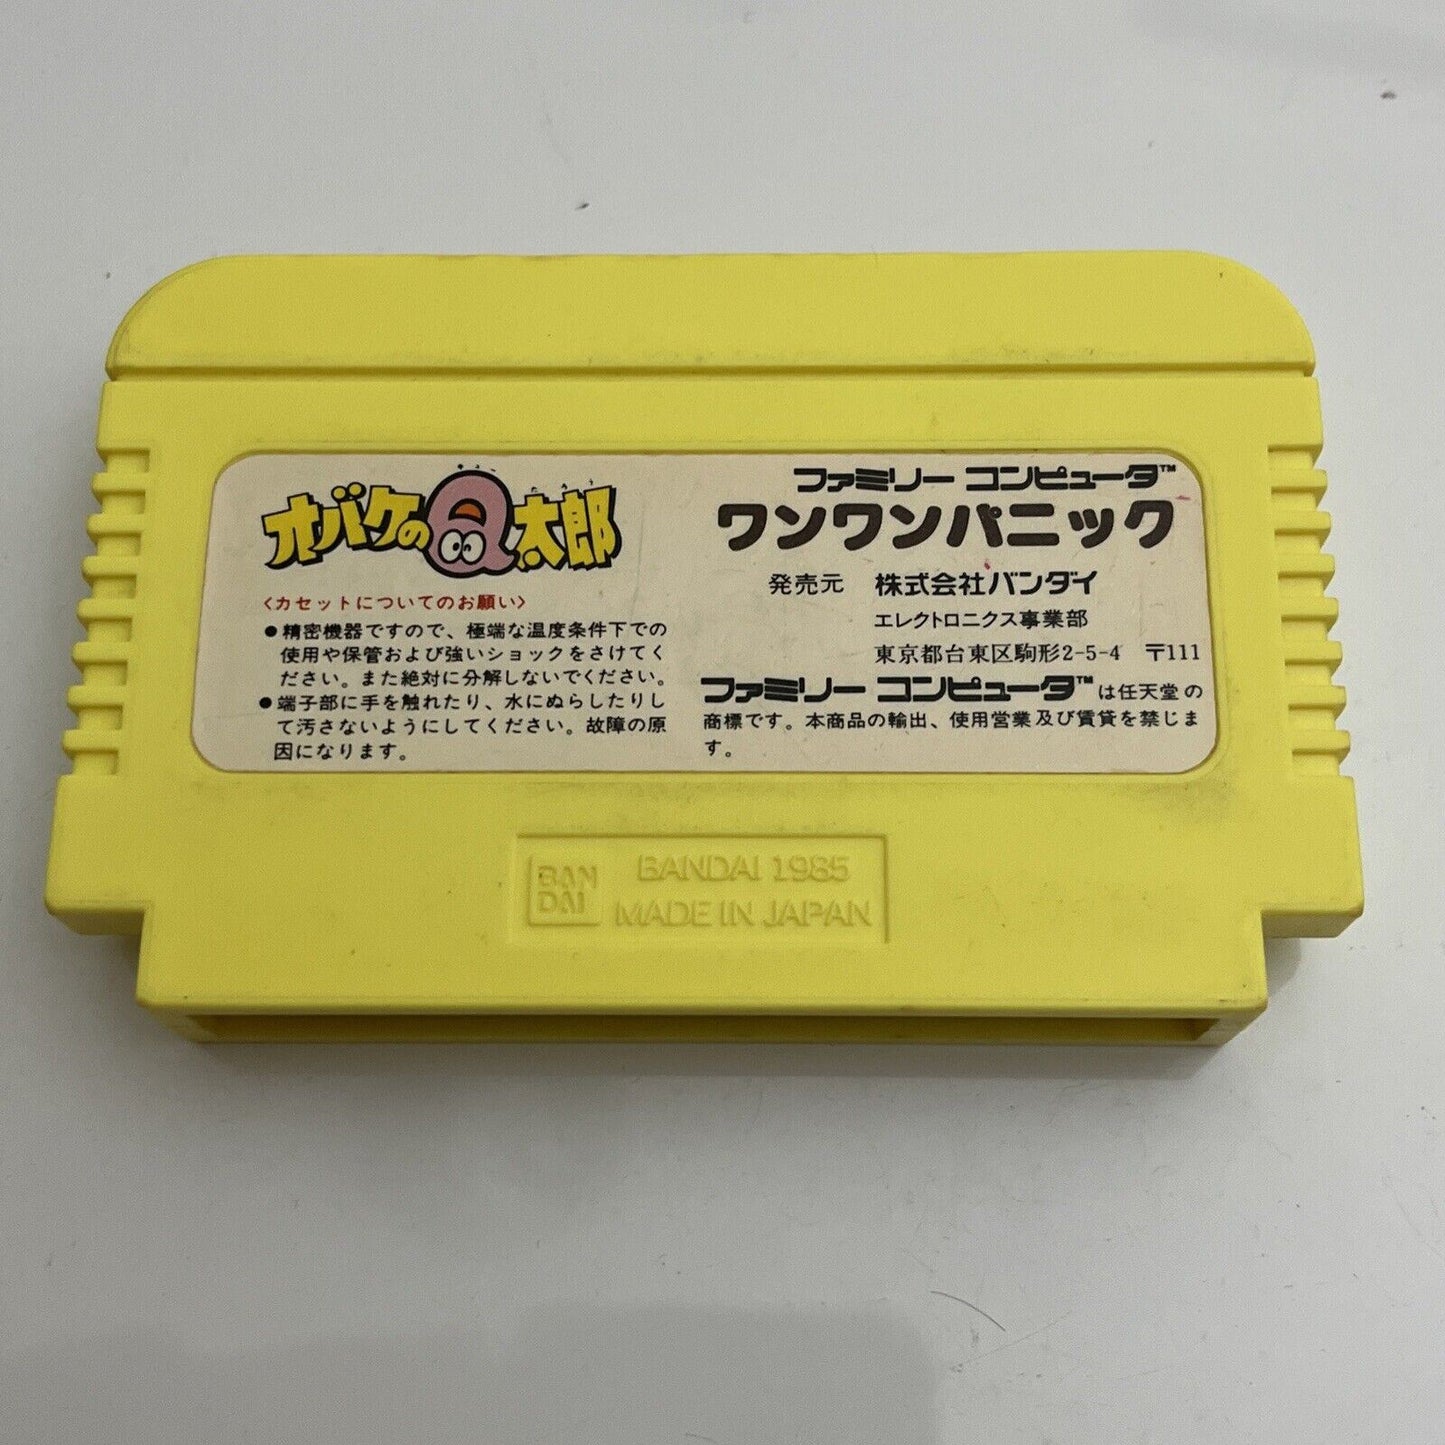 オバケのQ太郎
きゅー
たろう
〈カセットについてのお願い〉
●精密機器ですので、極端な温度条件下での
使用や保管および強いショックをさけてく
ださい。また絶対に分解しないでください。
●端子部に手を触れたり、水にぬらしたりし
て汚さないようにしてください。故障の原
因になります。
ファミリー コンピュータ™
ワンワンパニック
発売元 株式会社バンダイ
エレクトロニクス事業部
東京都台東区駒形2-5-4 〒111
ファミリー コンピュータ™は任天堂の
商標です。本商品の輸出、使用営業及び賃貸を禁じま
す。
BAN
DAI
BANDAI 1985
MADE IN JAPAN